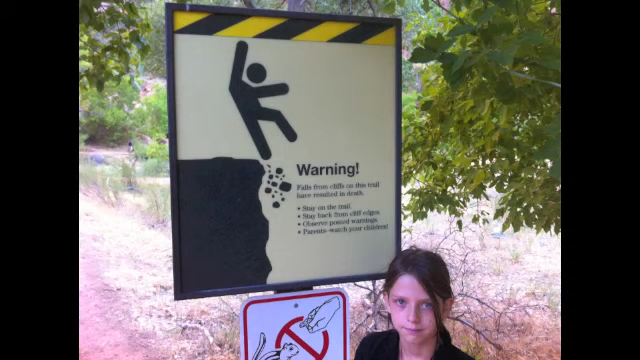 Warning!
Falls from cliffs on this trail
have resulted in death.
• Stay on the trail.
• Stay back from cliff edges.
• Observe posted warnings.
• Parents–watch your children!